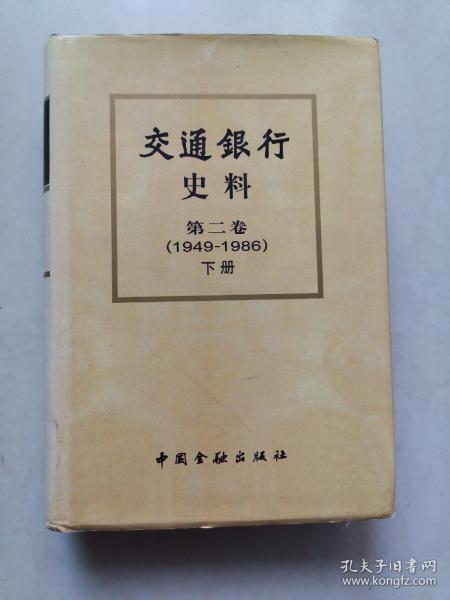 交通銀行
史料
第二卷
(1949-1986)
下册
中国金融出版社
孔夫子旧书网
www.kongfz.com